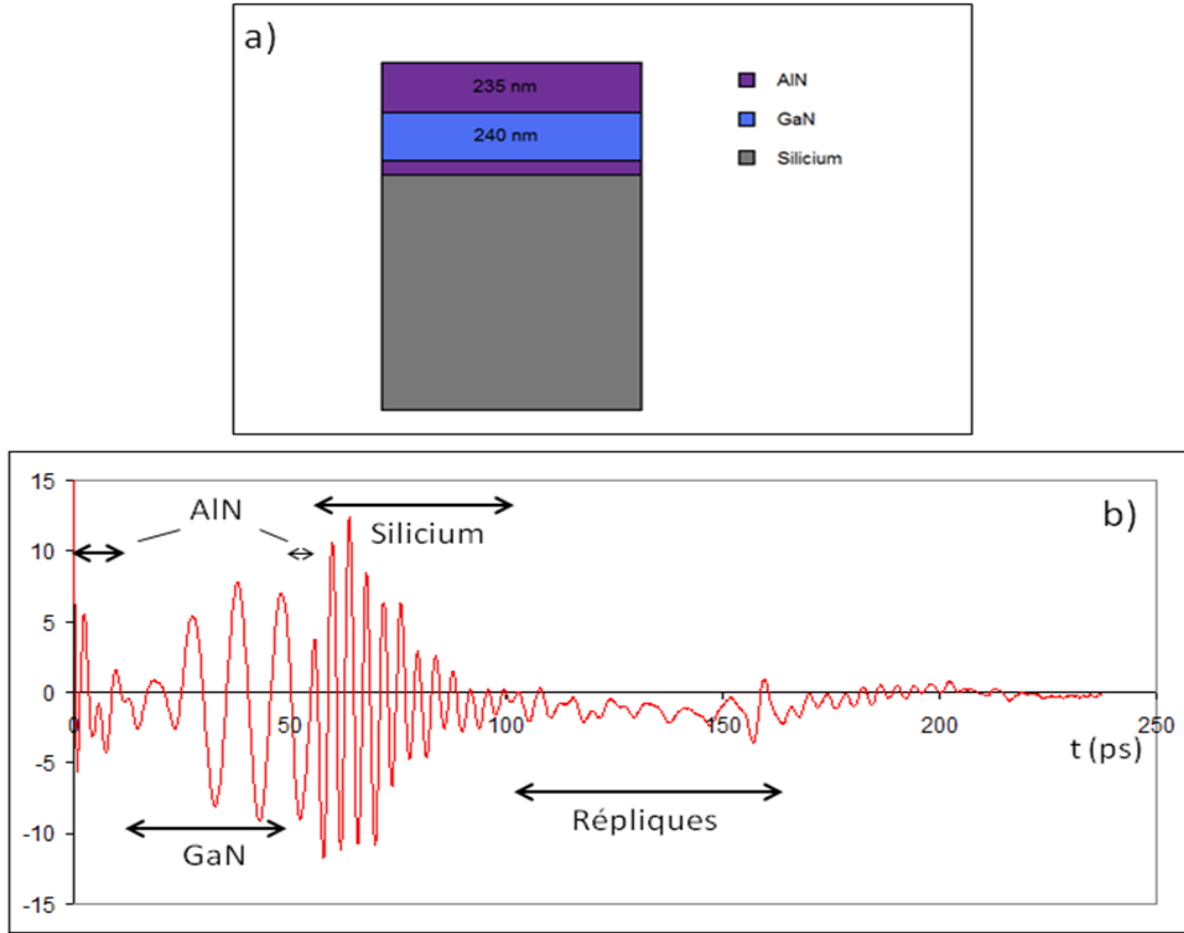 a)
235 nm
240 nm
AlN
GaN
Silicium
b)
15
10
5
0
-5
-10
-15
0
50
100
150
200
250
t (ps)
AlN
Silicium
GaN
Répliques